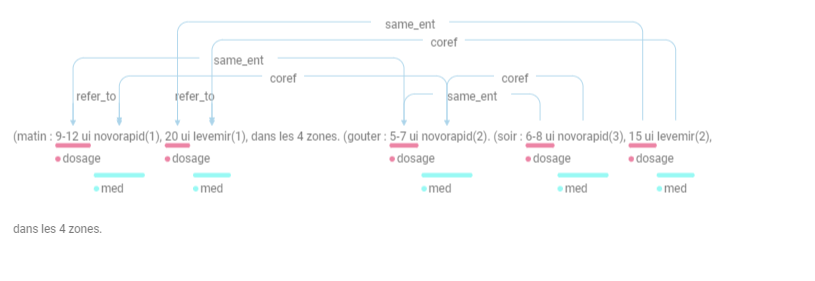 same_ent
coref
same_ent
coref coref
refer_to refer_to same_ent
(matin : 9-12 ui novorapid(1), 20 ui levemir(1), dans les 4 zones. (gouter : 5-7 ui novorapid(2). (soir : 6-8 ui novorapid(3), 15 ui levemir(2),
dosage dosage dosage dosage dosage
med med med med med
dans les 4 zones.